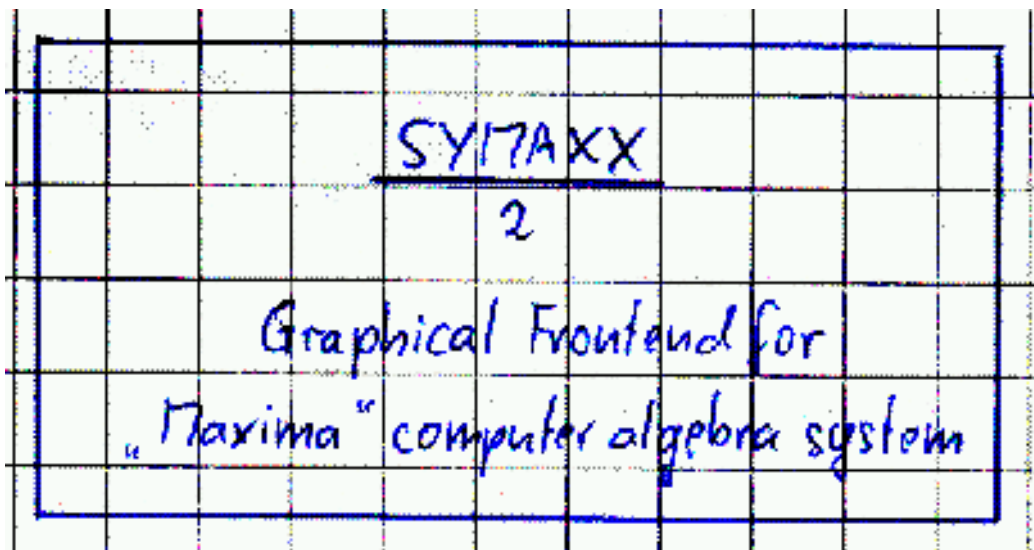 SYMAXX
2
Graphical Frontend for
„Maxima“ computer algebra system